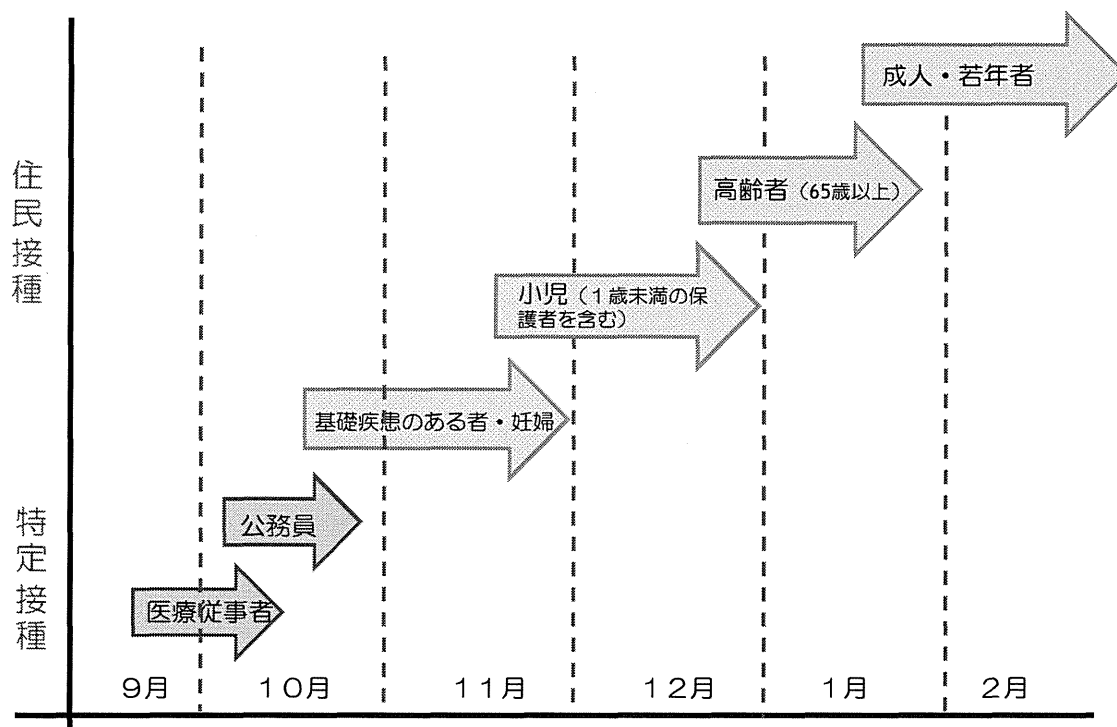 住民接種
特定接種
成人・若年者
高齢者（65歳以上）
小児（１歳未満の保
護者を含む）
基礎疾患のある者・妊婦
公務員
医療従事者
９月
１０月
１１月
１２月
１月
２月